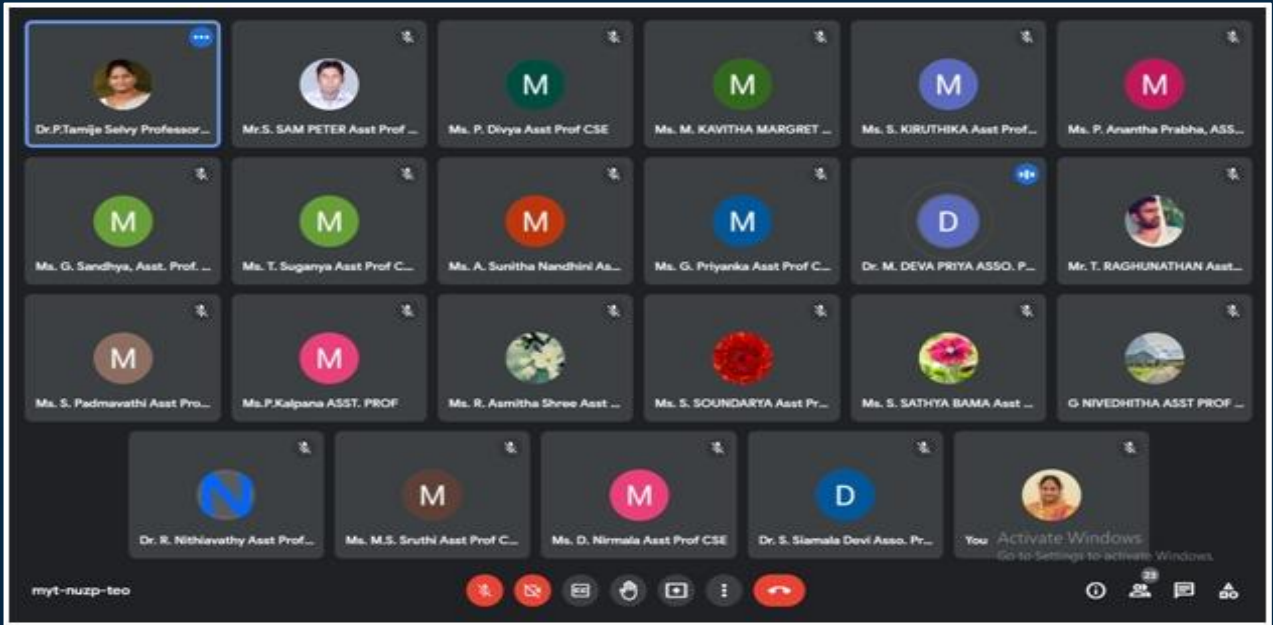 Dr.P.Tamije Selvy Professor...
Mr.S. SAM PETER Asst Prof ...
M
Ms. P. Divya Asst Prof CSE
M
Ms. M. KAVITHA MARGRET ...
M
Ms. S. KIRUTHIKA Asst Prof...
M
Ms. P. Anantha Prabha, ASS...
M
Ms. G. Sandhya, Asst. Prof. ...
M
Ms. T. Suganya Asst Prof C...
M
Ms. A. Sunitha Nandhini As...
M
Ms. G. Priyanka Asst Prof C...
D
Dr. M. DEVA PRIYA ASSO. P...
Mr. T. RAGHUNATHAN Asst...
M
Ms. S. Padmavathi Asst Pro...
M
Ms.P.Kalpana ASST. PROF
Ms. R. Asmitha Shree Asst ...
Ms. S. SOUNDARYA Asst Pr...
Ms. S. SATHYA BAMA Asst ...
G NIVEDHITHA ASST PROF ...
N
Dr. R. Nithiavathy Asst Prof...
M
Ms. M.S. Sruthi Asst Prof C...
M
Ms. D. Nirmala Asst Prof CSE
D
Dr. S. Siamala Devi Asso. Pr...
You
Activate Windows
Go to Settings to activate Windows.
myt-nuzp-teo
23